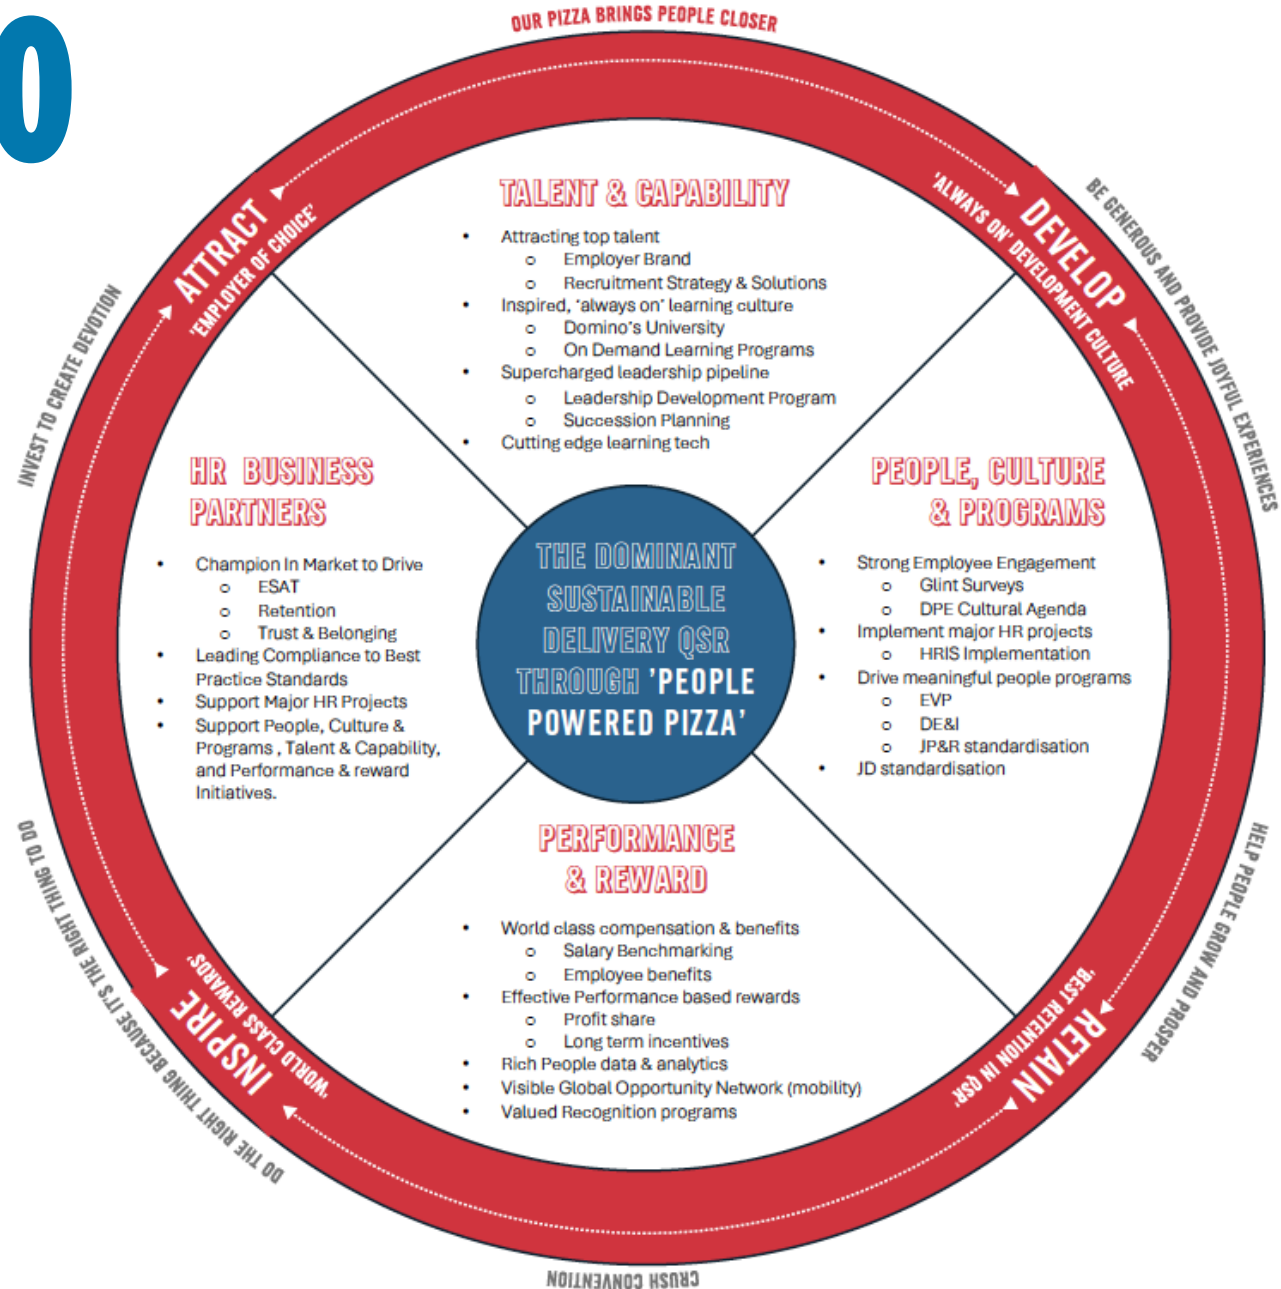 0
OUR PIZZA BRINGS PEOPLE CLOSER
BE GENEROUS AND PROVIDE JOYFUL EXPERIENCES
HELP PEOPLE GROW AND PROSPER
CRUSH CONVENTION
DO THE RIGHT THING BECAUSE IT'S THE RIGHT THING TO DO
INVEST TO CREATE DEVOTION
ATTRACT
'EMPLOYER OF CHOICE'
DEVELOP
'ALWAYS ON' DEVELOPMENT CULTURE
RETAIN
'BEST RETENTION IN QSR'
INSPIRE
'WORLD CLASS REWARDS'
TALENT & CAPABILITY
• Attracting top talent
o Employer Brand
o Recruitment Strategy & Solutions
• Inspired, 'always on' learning culture
o Domino's University
o On Demand Learning Programs
• Supercharged leadership pipeline
o Leadership Development Program
o Succession Planning
• Cutting edge learning tech
HR BUSINESS
PARTNERS
• Champion In Market to Drive
o ESAT
o Retention
o Trust & Belonging
• Leading Compliance to Best
Practice Standards
• Support Major HR Projects
• Support People, Culture &
Programs , Talent & Capability,
and Performance & reward
Initiatives.
THE DOMINANT
SUSTAINABLE
DELIVERY QSR
THROUGH 'PEOPLE
POWERED PIZZA'
PEOPLE, CULTURE
& PROGRAMS
• Strong Employee Engagement
o Glint Surveys
o DPE Cultural Agenda
• Implement major HR projects
o HRIS Implementation
• Drive meaningful people programs
o EVP
o DE&I
o JP&R standardisation
• JD standardisation
PERFORMANCE
& REWARD
• World class compensation & benefits
o Salary Benchmarking
o Employee benefits
• Effective Performance based rewards
o Profit share
o Long term incentives
• Rich People data & analytics
• Visible Global Opportunity Network (mobility)
• Valued Recognition programs